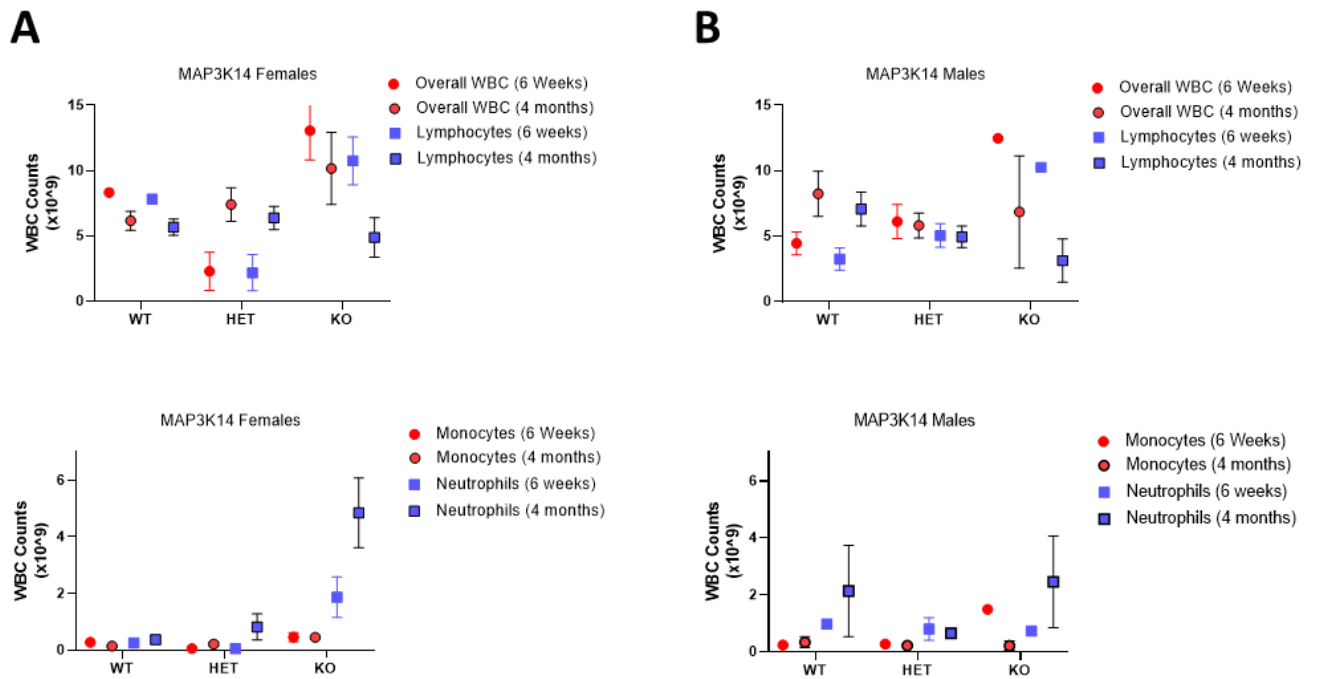 A
MAP3K14 Females
15
10
5
0
WBC Counts
(x10^9)
WT
HET
KO
Overall WBC (6 Weeks)
Overall WBC (4 months)
Lymphocytes (6 weeks)
Lymphocytes (4 months)
B
MAP3K14 Males
15
10
5
0
WBC Counts
(x10^9)
WT
HET
KO
Overall WBC (6 Weeks)
Overall WBC (4 months)
Lymphocytes (6 weeks)
Lymphocytes (4 months)
MAP3K14 Females
6
4
2
0
WBC Counts
(x10^9)
WT
HET
KO
Monocytes (6 Weeks)
Monocytes (4 months)
Neutrophils (6 weeks)
Neutrophils (4 months)
MAP3K14 Males
6
4
2
0
WBC Counts
(x10^9)
WT
HET
KO
Monocytes (6 Weeks)
Monocytes (4 months)
Neutrophils (6 weeks)
Neutrophils (4 months)